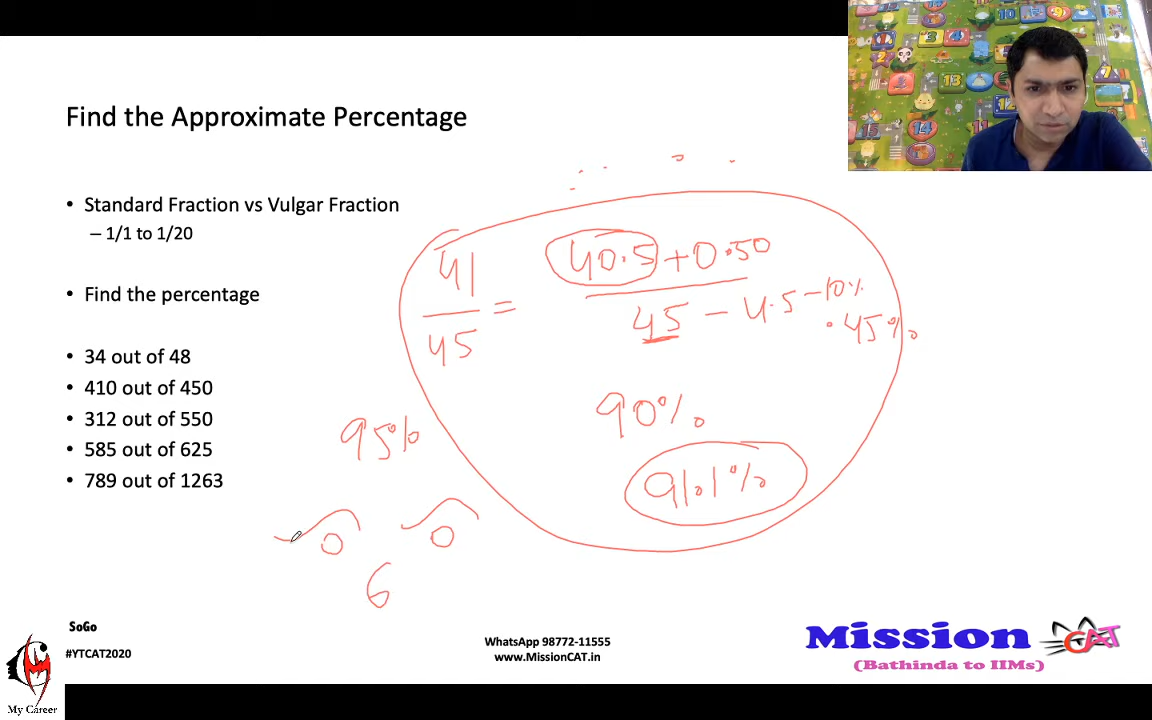 Find the Approximate Percentage
• Standard Fraction vs Vulgar Fraction
– 1/1 to 1/20
• Find the percentage
• 34 out of 48
• 410 out of 450
• 312 out of 550
• 585 out of 625
• 789 out of 1263
41/45 = 40.5+0.50
45 – 4.5 – 10%
.45%
90%
95%
91.1%
6
SoGo
#YTCAT2020
My Career
WhatsApp 98772-11555
www.MissionCAT.in
Mission CAT
(Bathinda to IIMs)